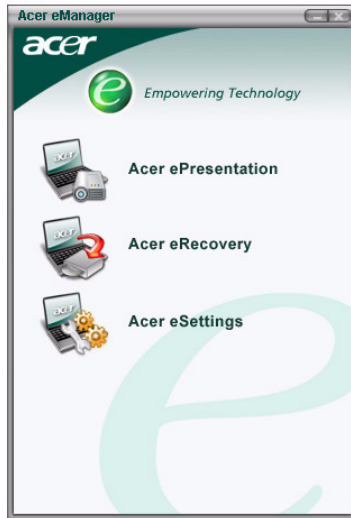 Acer eManager
acer
e Empowering Technology
Acer ePresentation
Acer eRecovery
Acer eSettings